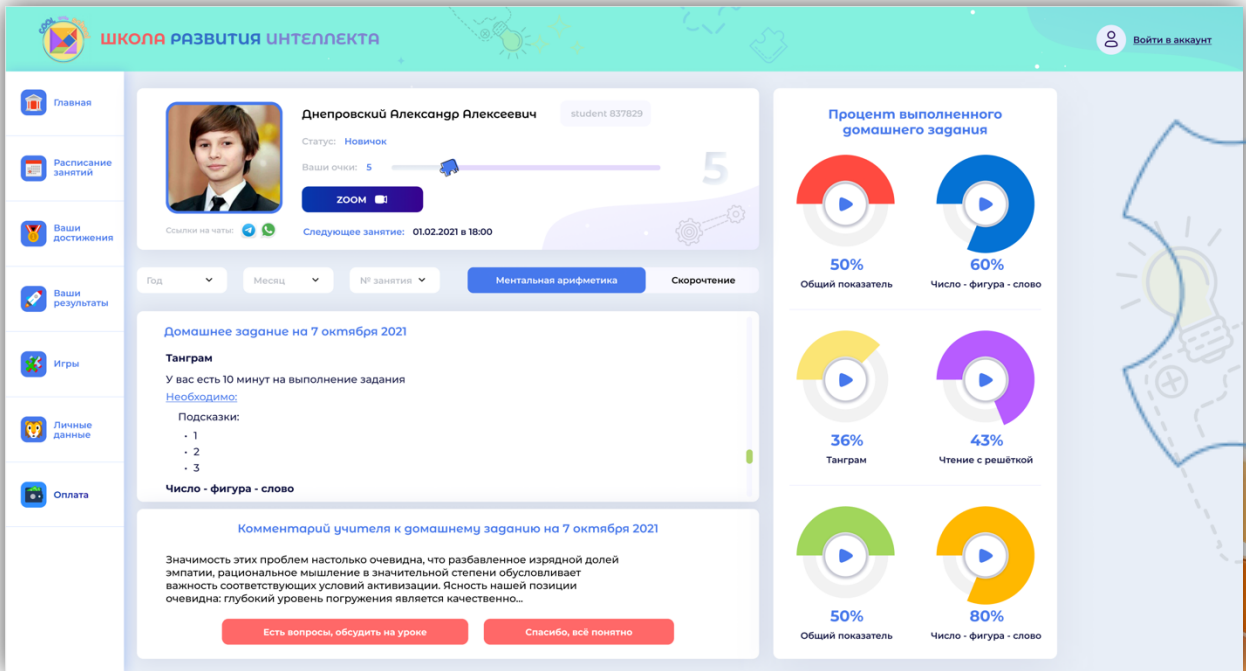 COOL
ШКОЛА РАЗВИТИЯ ИНТЕЛЛЕКТА
Войти в аккаунт
Главная
Расписание
занятий
Ваши
достижения
Ваши
результаты
Игры
Личные
данные
Оплата
Днепровский Александр Алексеевич
student 837829
Статус: Новичок
Ваши очки: 5
5
ZOOM
Ссылки на чаты:
Следующее занятие: 01.02.2021 в 18:00
Год
Месяц
№ занятия
Ментальная арифметика
Скорочтение
Домашнее задание на 7 октября 2021
Танграм
У вас есть 10 минут на выполнение задания
Необходимо:
Подсказки:
• 1
• 2
• 3
Число - фигура - слово
Комментарий учителя к домашнему заданию на 7 октября 2021
Значимость этих проблем настолько очевидна, что разбавленное изрядной долей
эмпатии, рациональное мышление в значительной степени обусловливает
важность соответствующих условий активизации. Ясность нашей позиции
очевидна: глубокий уровень погружения является качественно...
Есть вопросы, обсудить на уроке
Спасибо, всё понятно
Процент выполненного
домашнего задания
50%
Общий показатель
60%
Число - фигура - слово
36%
Танграм
43%
Чтение с решёткой
50%
Общий показатель
80%
Число - фигура - слово